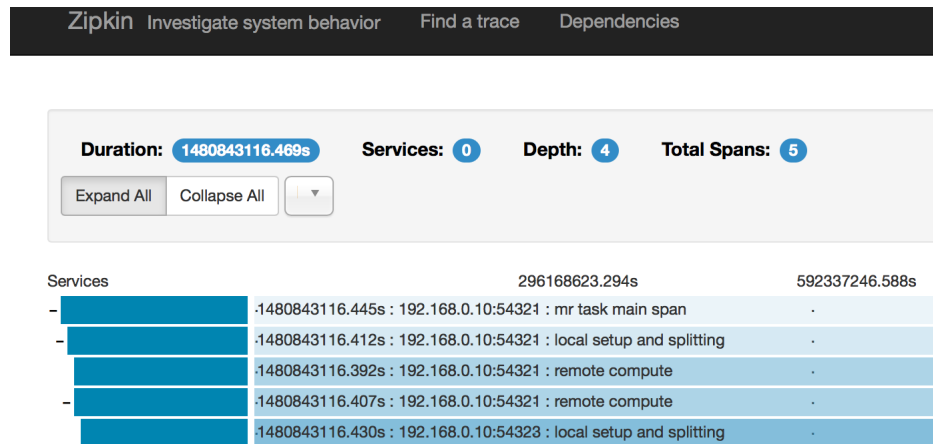 Zipkin Investigate system behavior Find a trace Dependencies
Duration: 1480843116.469s Services: 0 Depth: 4 Total Spans: 5
Expand All Collapse All
Services 296168623.294s 592337246.588s
-1480843116.445s : 192.168.0.10:54321 : mr task main span
-1480843116.412s : 192.168.0.10:54321 : local setup and splitting
-1480843116.392s : 192.168.0.10:54321 : remote compute
-1480843116.407s : 192.168.0.10:54321 : remote compute
-1480843116.430s : 192.168.0.10:54323 : local setup and splitting